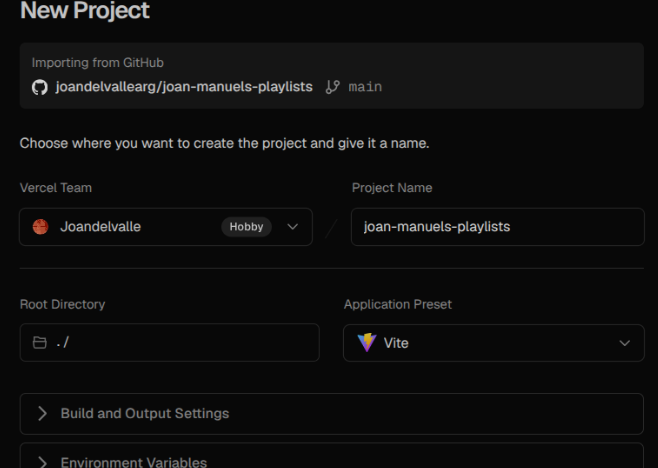 New Project
Importing from GitHub
joandelvallearg/joan-manuels-playlists main
Choose where you want to create the project and give it a name.
Vercel Team Project Name
Joandelvalle Hobby / joan-manuels-playlists
Root Directory Application Preset
./ Vite
Build and Output Settings
Environment Variables